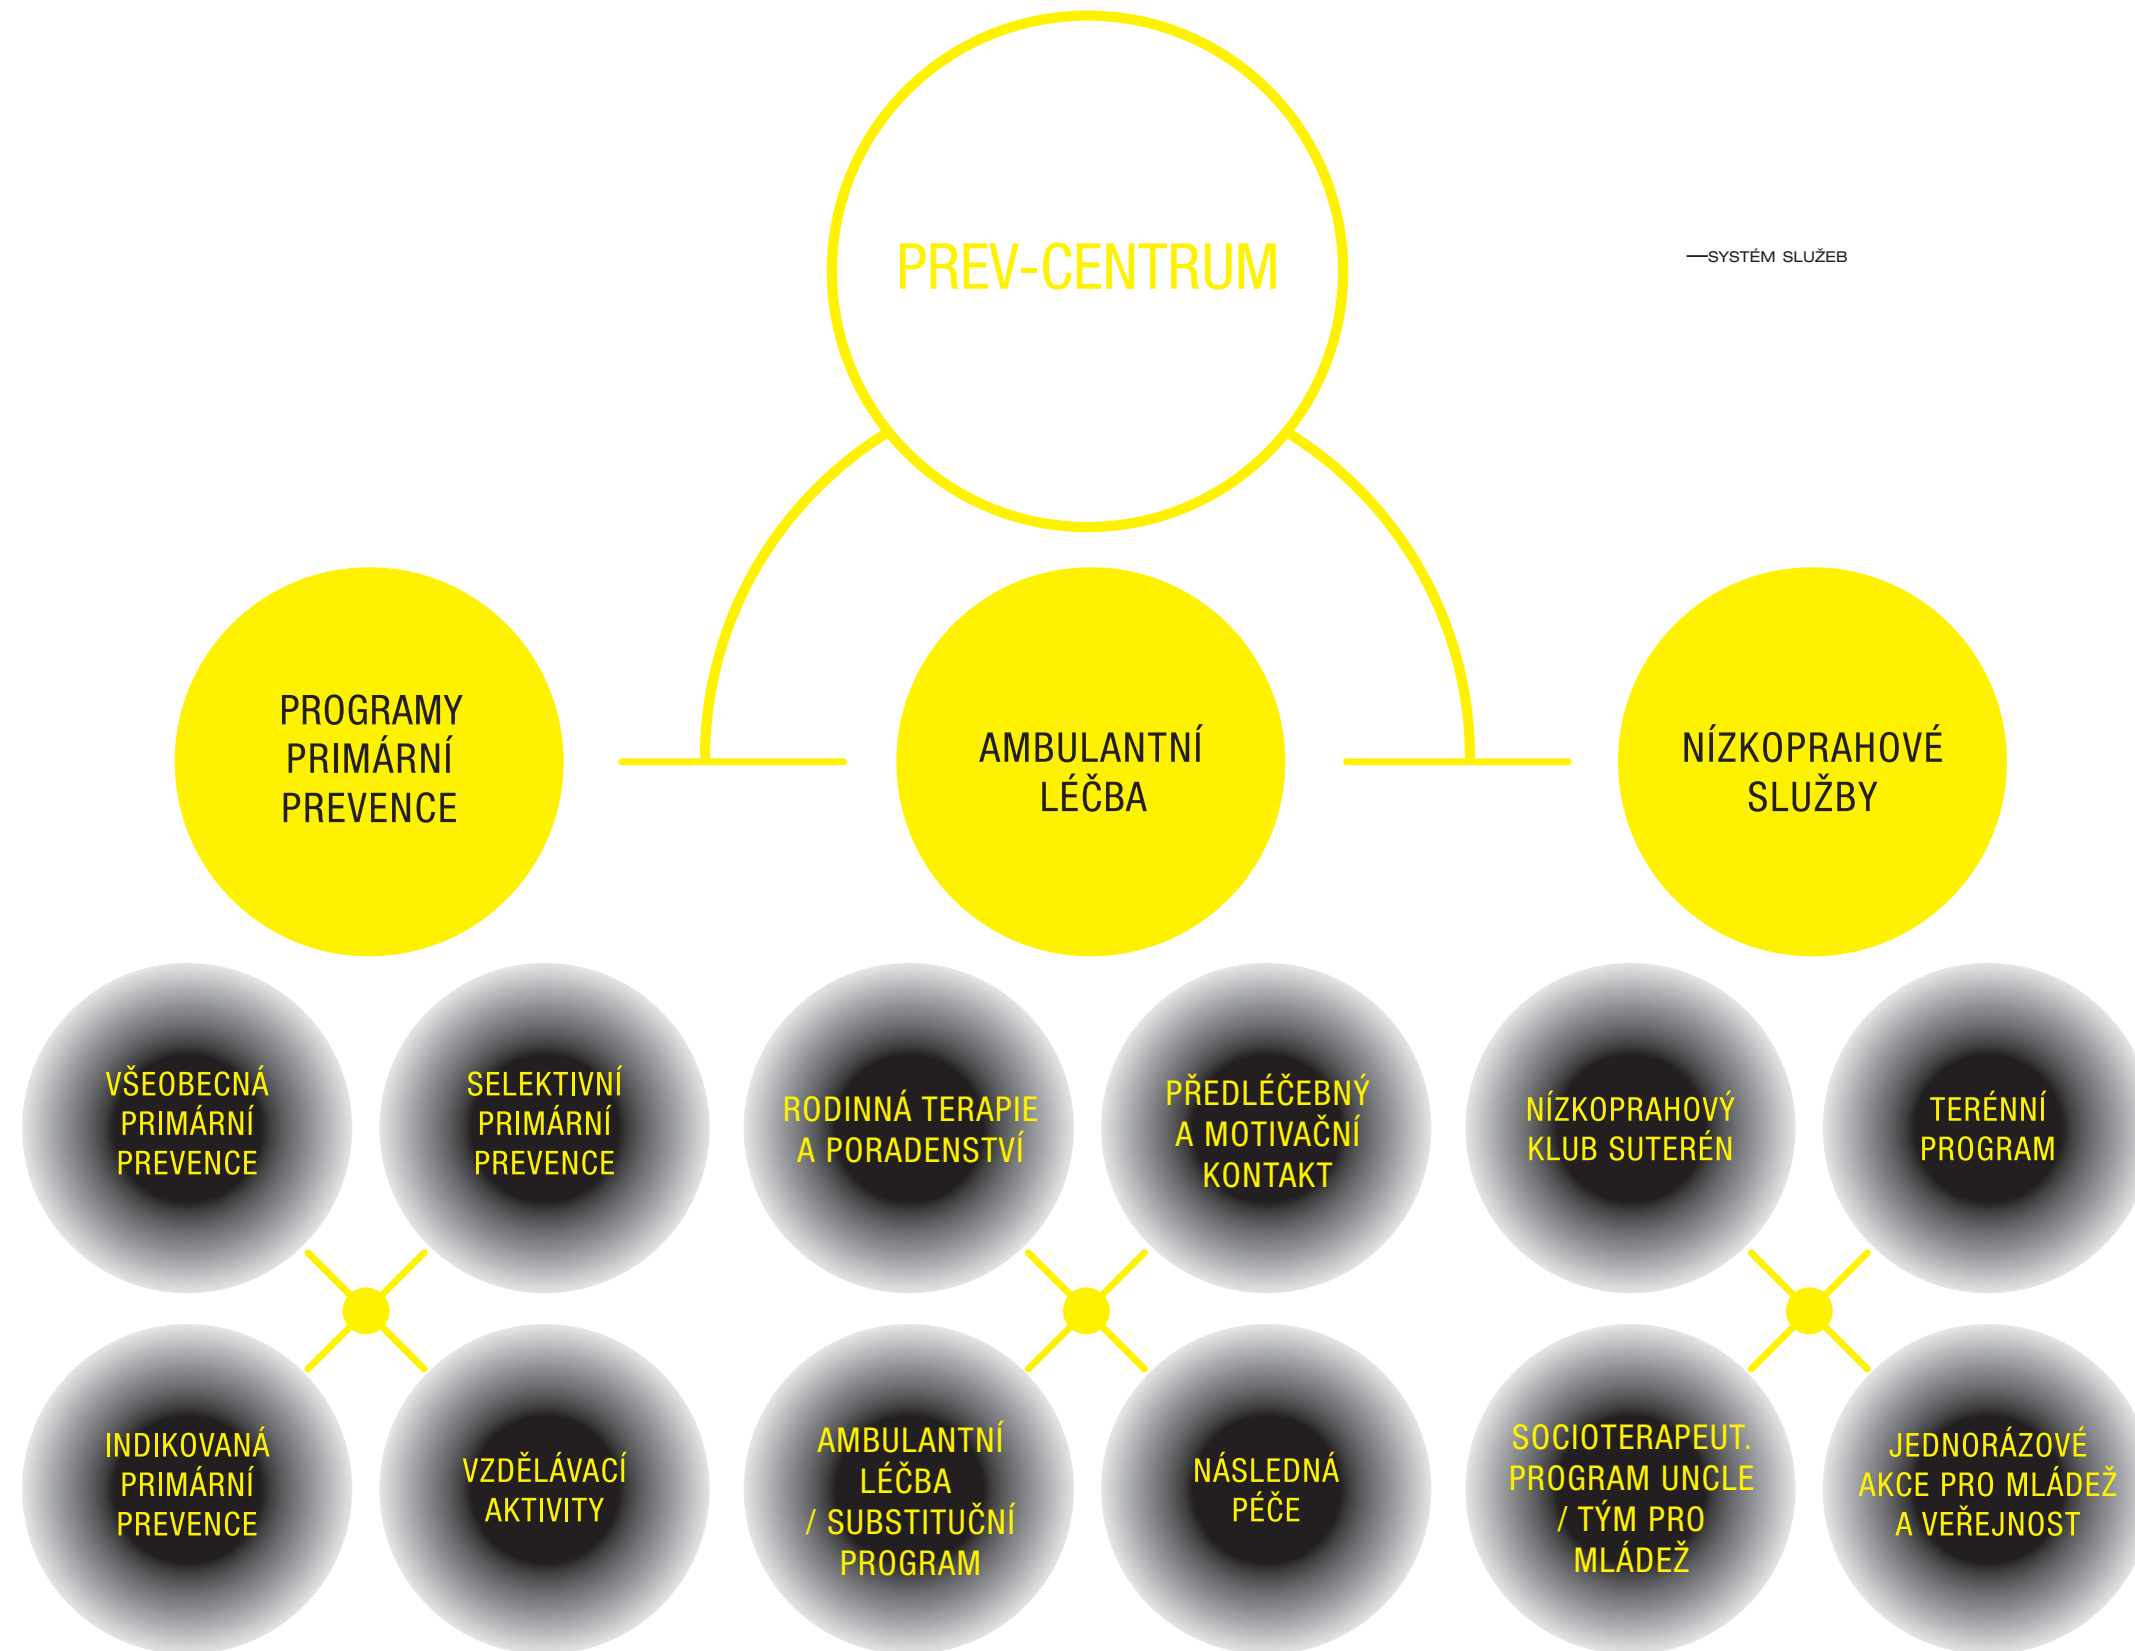 PREV-CENTRUM
—SYSTÉM SLUŽEB
PROGRAMY
PRIMÁRNÍ
PREVENCE
AMBULANTNÍ
LÉČBA
NÍZKOPRAHOVÉ
SLUŽBY
VŠEOBECNÁ
PRIMÁRNÍ
PREVENCE
SELEKTIVNÍ
PRIMÁRNÍ
PREVENCE
RODINNÁ TERAPIE
A PORADENSTVÍ
PŘEDLÉČEBNÝ
A MOTIVAČNÍ
KONTAKT
NÍZKOPRAHOVÝ
KLUB SUTERÉN
TERÉNNÍ
PROGRAM
INDIKOVANÁ
PRIMÁRNÍ
PREVENCE
VZDĚLÁVACÍ
AKTIVITY
AMBULANTNÍ
LÉČBA
/ SUBSTITUČNÍ
PROGRAM
NÁSLEDNÁ
PÉČE
SOCIOTERAPEUT.
PROGRAM UNCLE
/ TÝM PRO
MLÁDEŽ
JEDNORÁZOVÉ
AKCE PRO MLÁDEŽ
A VEŘEJNOST